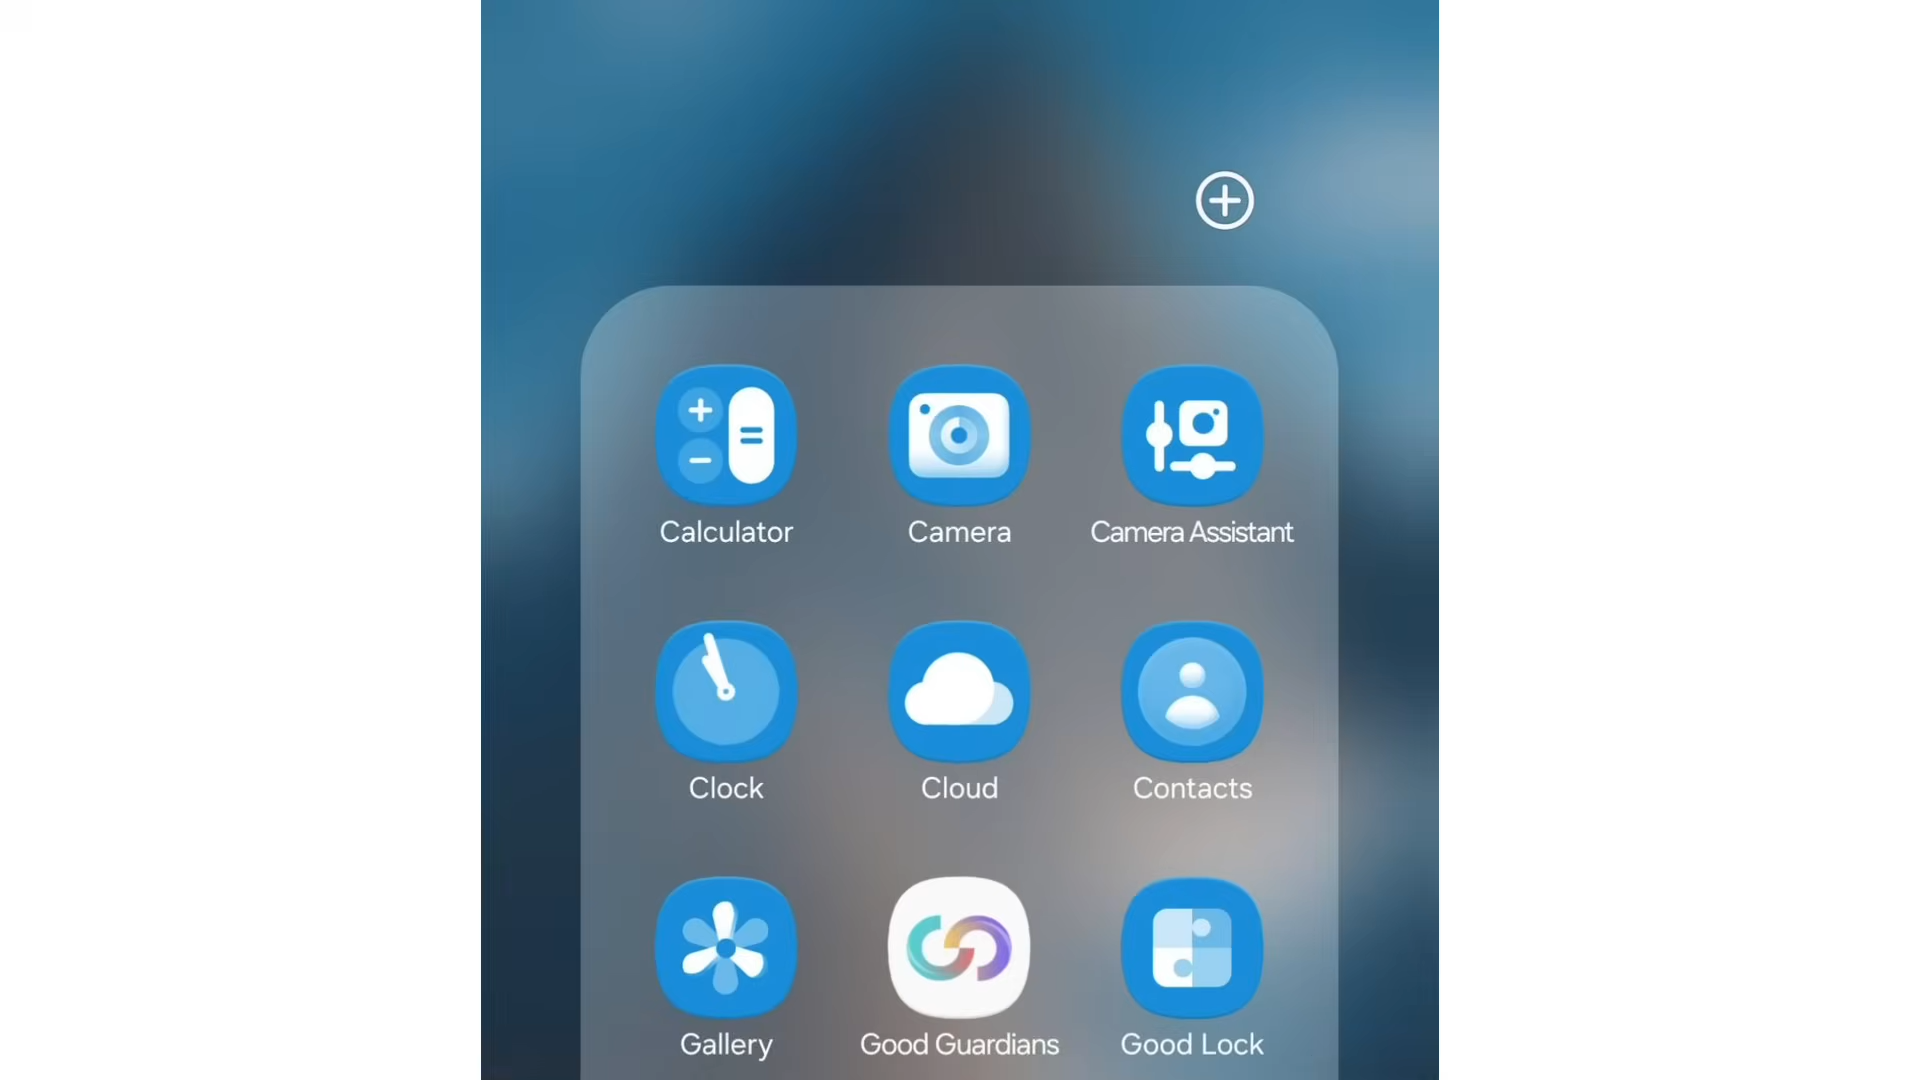 Calculator
Camera
Camera Assistant
Clock
Cloud
Contacts
Gallery
Good Guardians
Good Lock